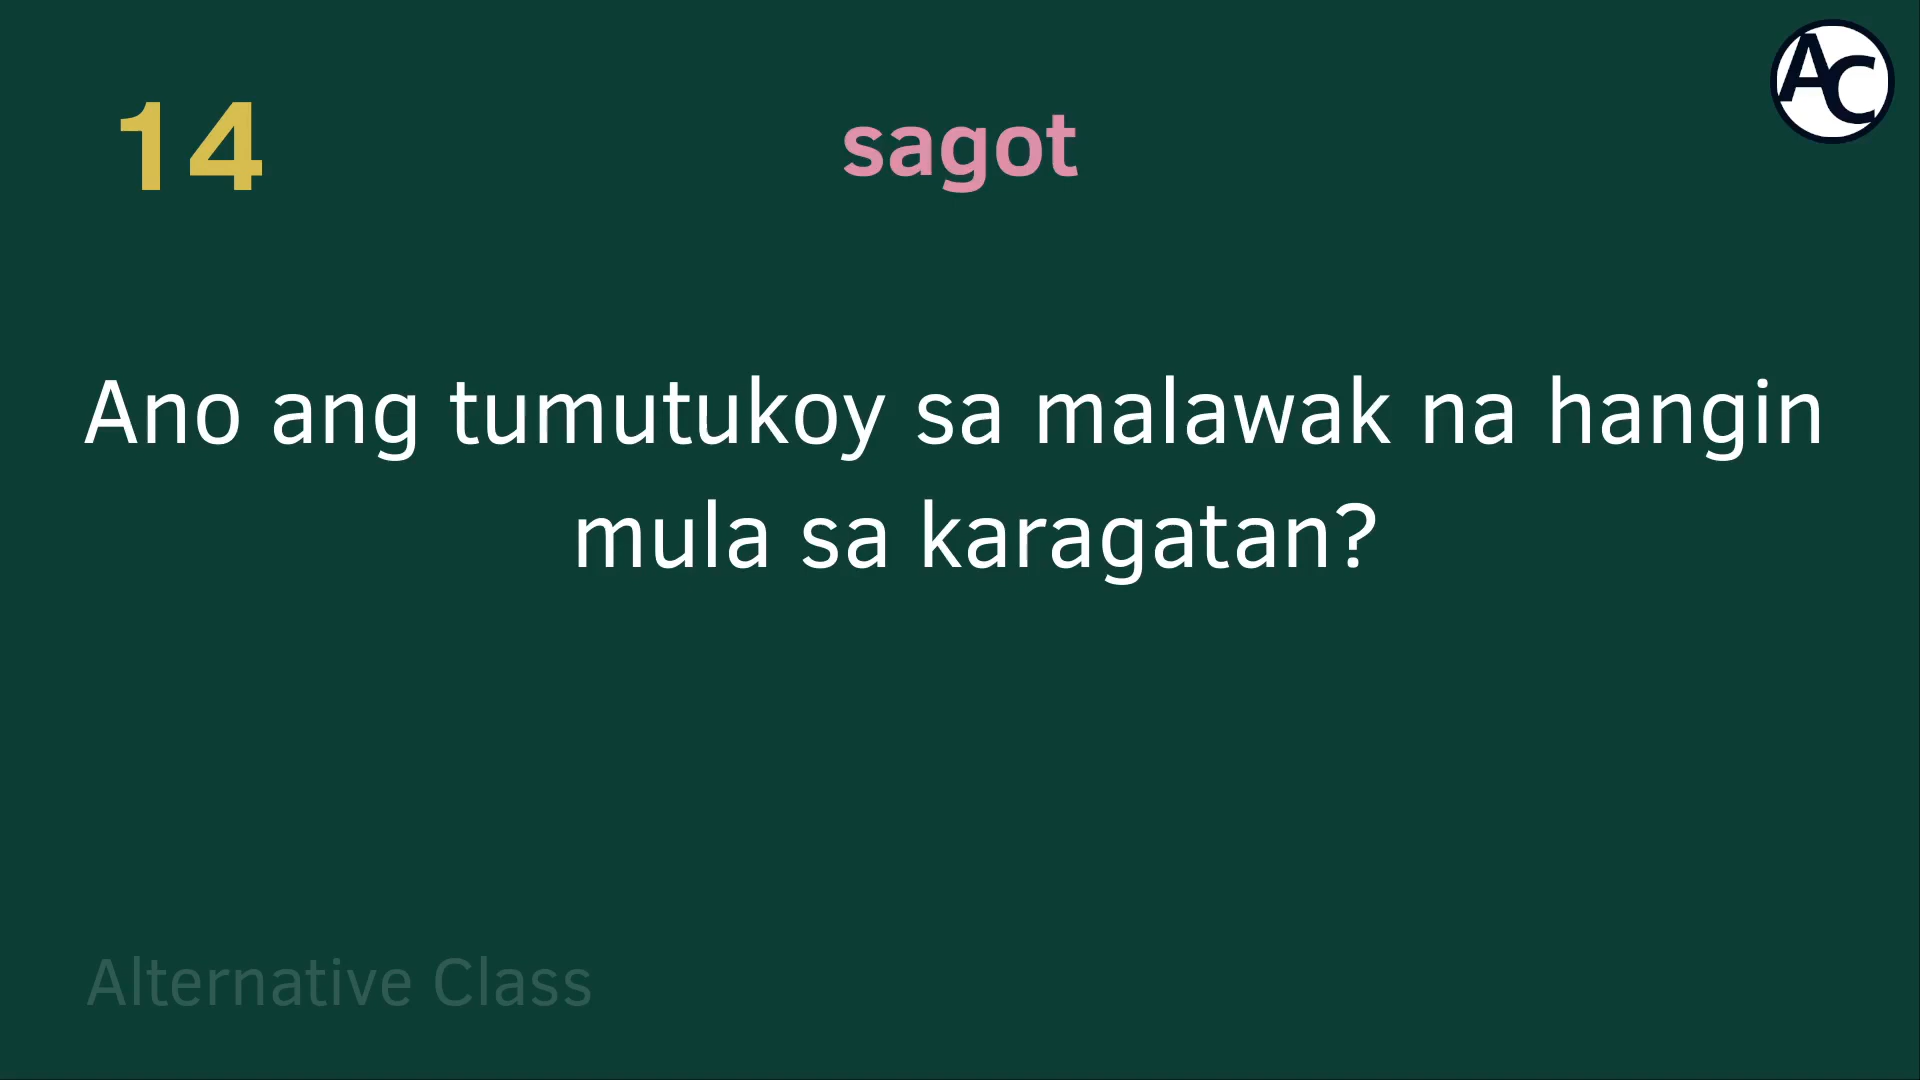 AC
14
sagot
Ano ang tumutukoy sa malawak na hangin
mula sa karagatan?
Alternative Class